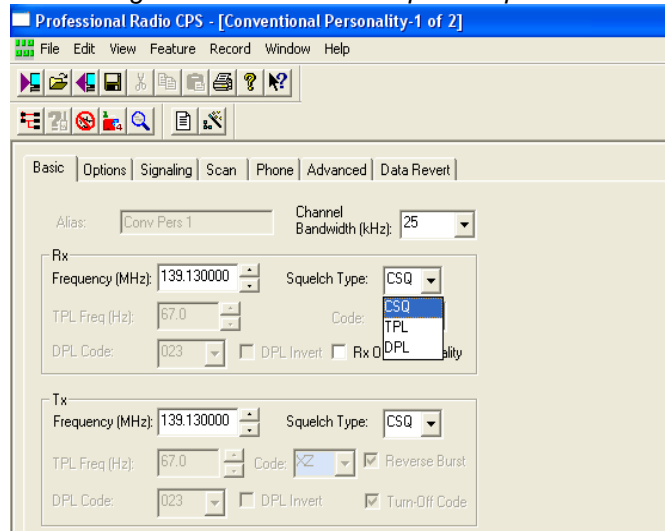 Professional Radio CPS - [Conventional Personality-1 of 2]
File Edit View Feature Record Window Help
Basic Options Signaling Scan Phone Advanced Data Revert
Alias: Conv Pers 1 Channel Bandwidth (kHz): 25
Rx
Frequency (MHz): 139.130000 Squelch Type: CSQ
CSQ
TPL Freq (Hz): 67.0 Code: TPL
DPL Code: 023 DPL Invert Rx O DPL ality
Tx
Frequency (MHz): 139.130000 Squelch Type: CSQ
TPL Freq (Hz): 67.0 Code: XZ Reverse Burst
DPL Code: 023 DPL Invert Turn-Off Code